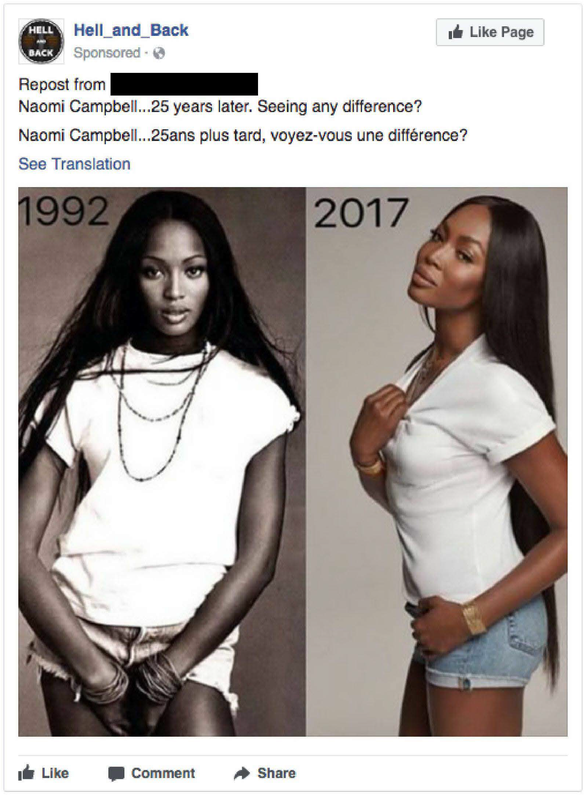 HELL
AND
BACK
Hell_and_Back
Like Page
Sponsored ·
Repost from
Naomi Campbell...25 years later. Seeing any difference?
Naomi Campbell...25ans plus tard, voyez-vous une différence?
See Translation
1992
2017
Like
Comment
Share